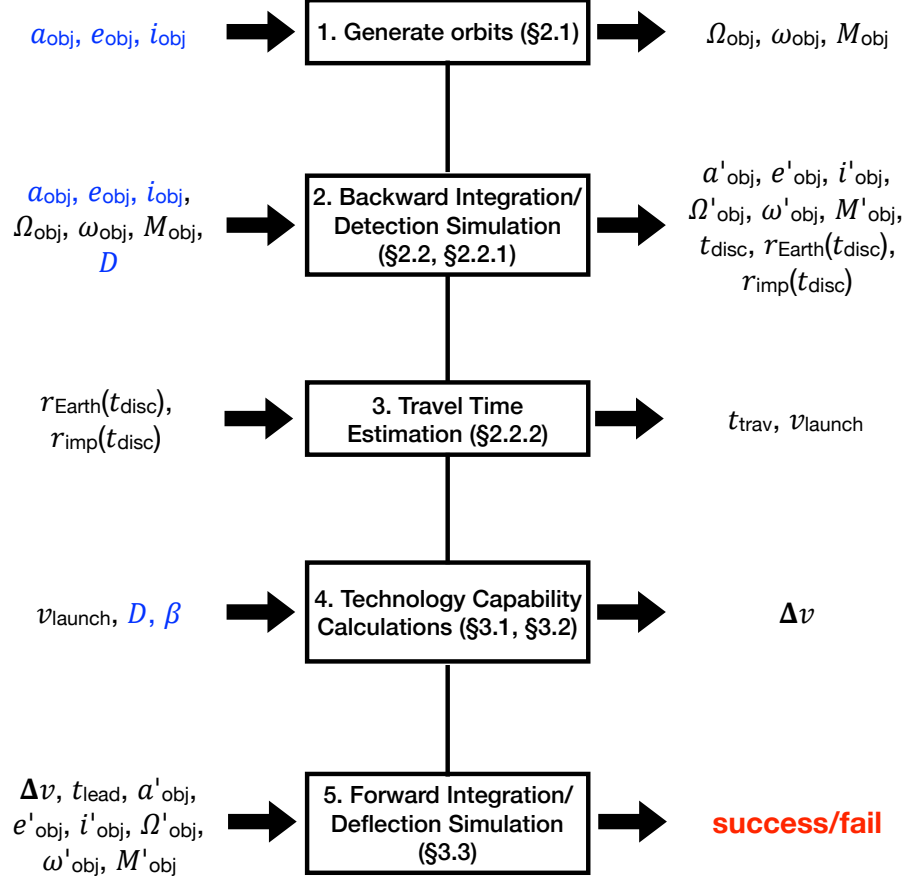 a_obj, e_obj, i_obj
1. Generate orbits (§2.1)
Ω_obj, ω_obj, M_obj
a_obj, e_obj, i_obj,
Ω_obj, ω_obj, M_obj,
D
2. Backward Integration/
Detection Simulation
(§2.2, §2.2.1)
a'_obj, e'_obj, i'_obj,
Ω'_obj, ω'_obj, M'_obj,
t_disc, r_Earth(t_disc),
r_imp(t_disc)
r_Earth(t_disc),
r_imp(t_disc)
3. Travel Time
Estimation (§2.2.2)
t_trav, v_launch
v_launch, D, β
4. Technology Capability
Calculations (§3.1, §3.2)
Δv
Δv, t_lead, a'_obj,
e'_obj, i'_obj, Ω'_obj,
ω'_obj, M'_obj
5. Forward Integration/
Deflection Simulation
(§3.3)
success/fail